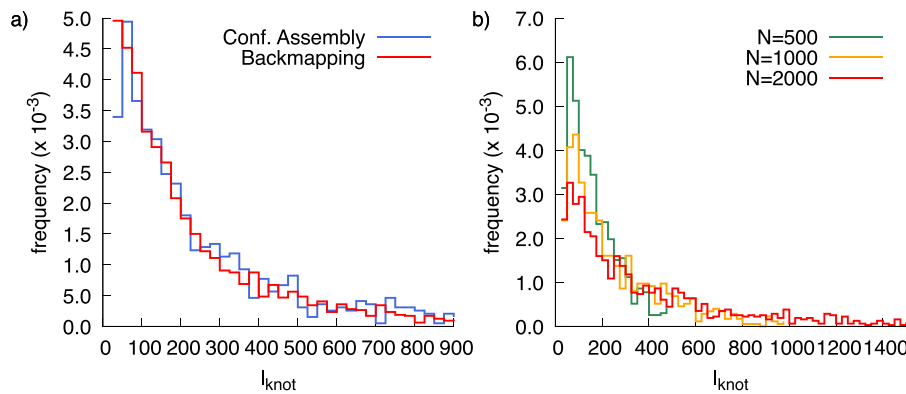 a)
Conf. Assembly
Backmapping
frequency (x 10-3)
5.0
4.5
4.0
3.5
3.0
2.5
2.0
1.5
1.0
5.0
0.0
0 100 200 300 400 500 600 700 800 900
lknot
b)
N=500
N=1000
N=2000
frequency (x 10-3)
7.0
6.0
5.0
4.0
3.0
2.0
1.0
0.0
0 200 400 600 800 1000 1200 1400
lknot